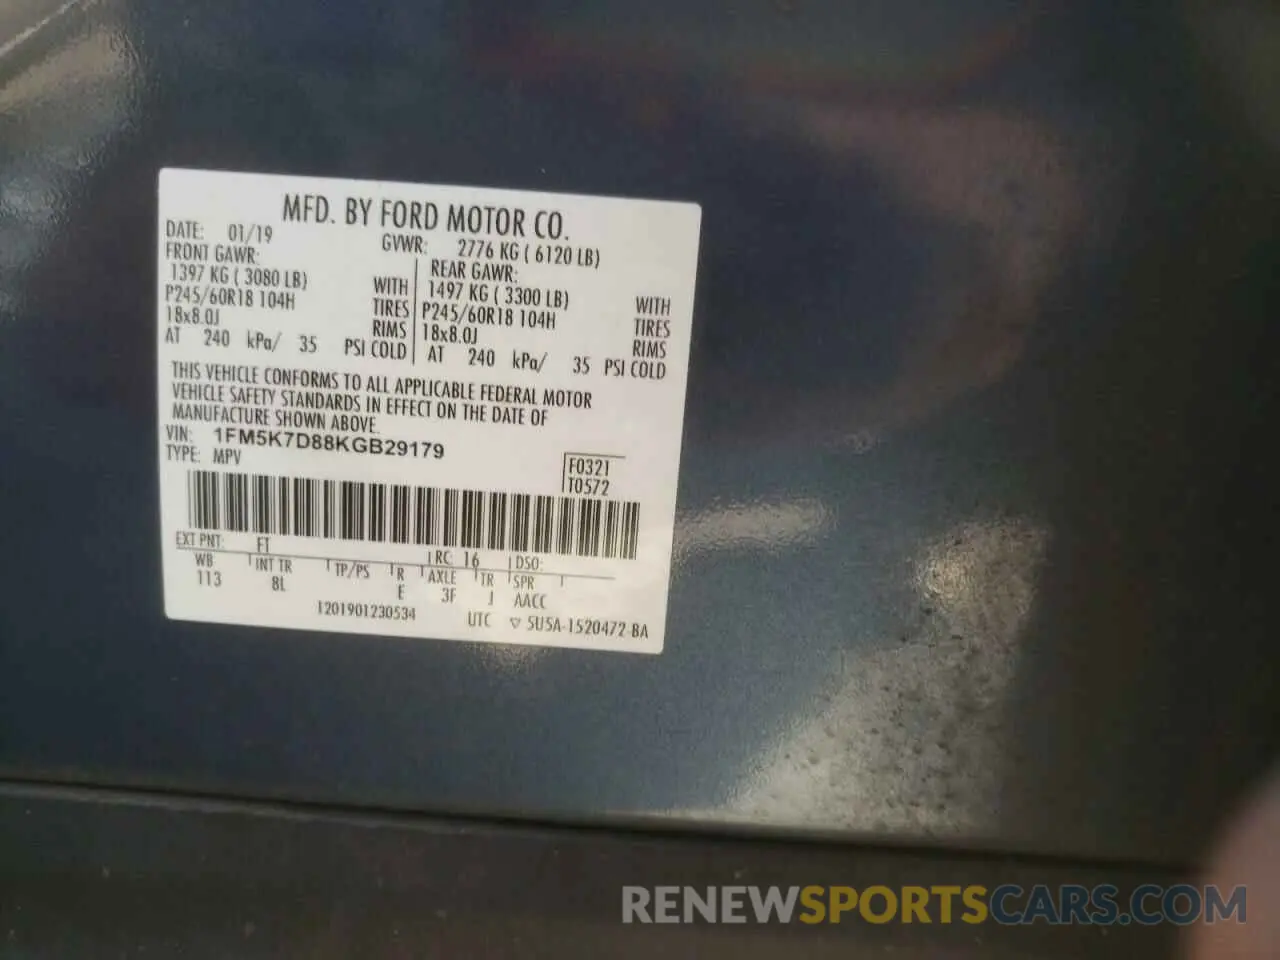 MFD. BY FORD MOTOR CO.
DATE: 01/19 GVWR: 2776 KG ( 6120 LB)
FRONT GAWR: REAR GAWR:
1397 KG ( 3080 LB) WITH 1497 KG ( 3300 LB) WITH
P245/60R18 104H TIRES P245/60R18 104H TIRES
18x8.0J RIMS 18x8.0J RIMS
AT 240 kPa/ 35 PSI COLD AT 240 kPa/ 35 PSI COLD
THIS VEHICLE CONFORMS TO ALL APPLICABLE FEDERAL MOTOR
VEHICLE SAFETY STANDARDS IN EFFECT ON THE DATE OF
MANUFACTURE SHOWN ABOVE.
VIN: 1FM5K7D88KGB29179
TYPE: MPV
F0321
T0572
EXT PNT: FT RC: 16 DSO:
WB INT TR TP/PS R AXLE TR SPR
113 8L E 3F J AACC
1201901230534 UTC ▽ 5U5A-1520472-BA
RENEWSPORTSCARS.COM